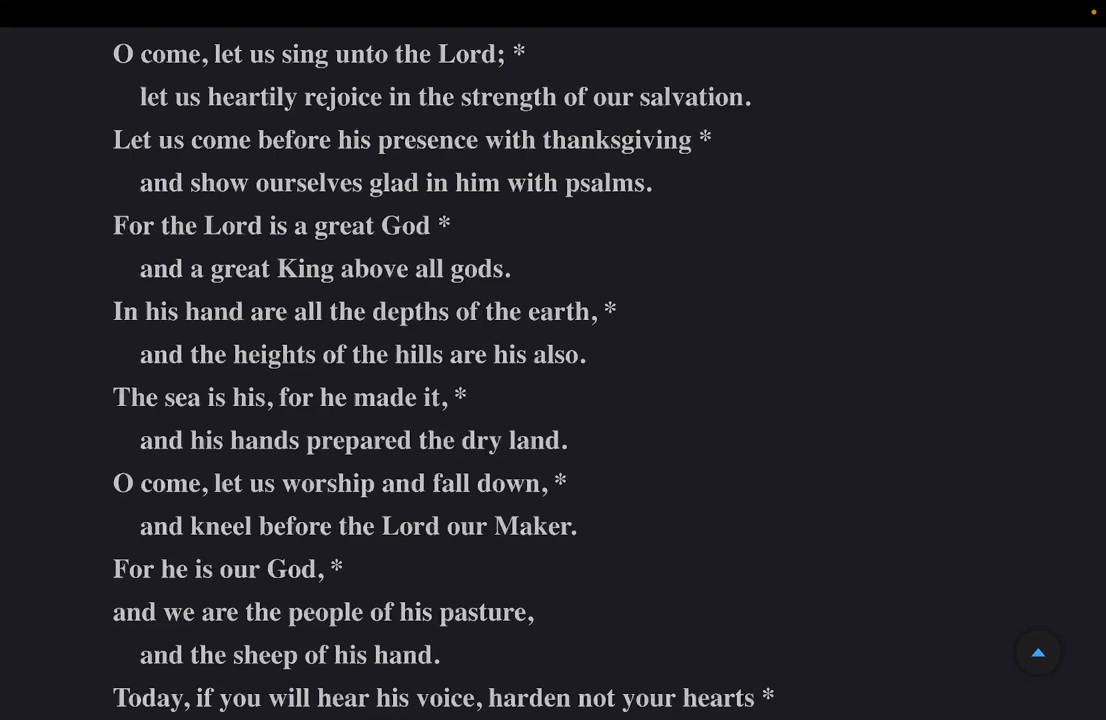 O come, let us sing unto the Lord; *
let us heartily rejoice in the strength of our salvation.
Let us come before his presence with thanksgiving *
and show ourselves glad in him with psalms.
For the Lord is a great God *
and a great King above all gods.
In his hand are all the depths of the earth, *
and the heights of the hills are his also.
The sea is his, for he made it, *
and his hands prepared the dry land.
O come, let us worship and fall down, *
and kneel before the Lord our Maker.
For he is our God, *
and we are the people of his pasture,
and the sheep of his hand.
Today, if you will hear his voice, harden not your hearts *